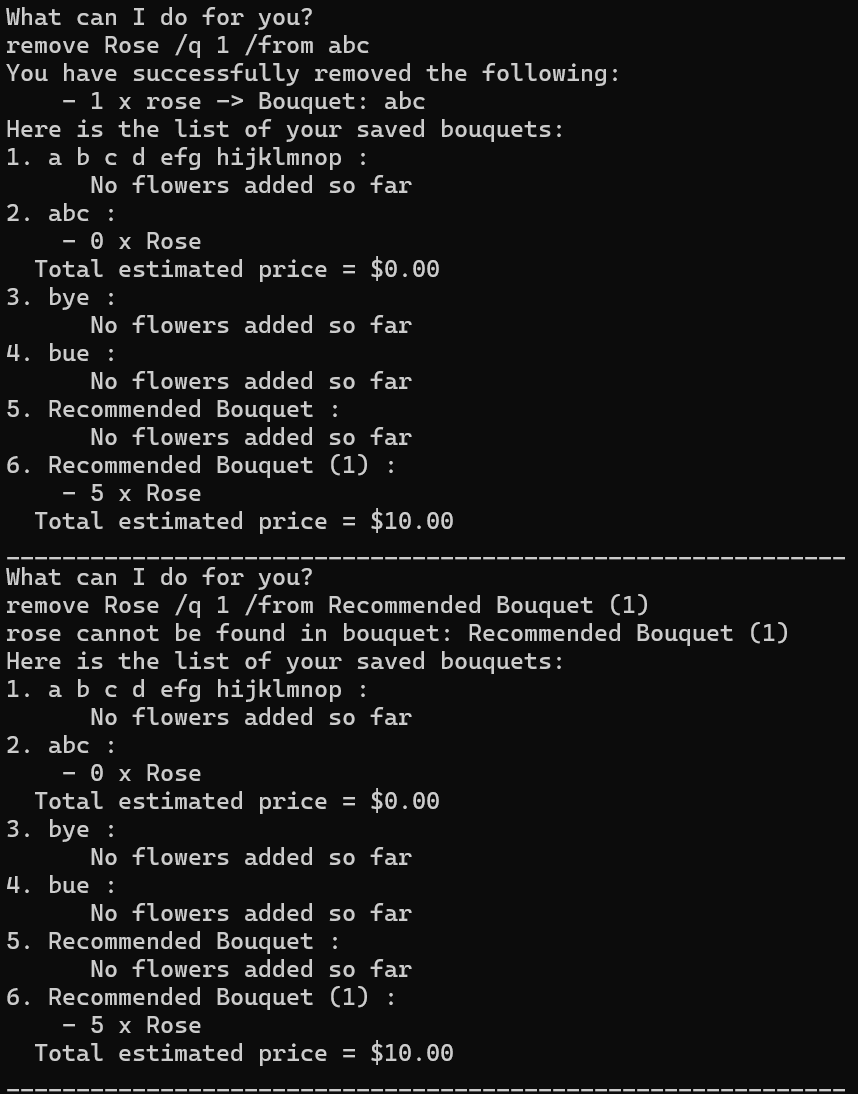 What can I do for you?
remove Rose /q 1 /from abc
You have successfully removed the following:
    - 1 x rose -> Bouquet: abc
Here is the list of your saved bouquets:
1. a b c d efg hijklmnop :
      No flowers added so far
2. abc :
    - 0 x Rose
  Total estimated price = $0.00
3. bye :
      No flowers added so far
4. bue :
      No flowers added so far
5. Recommended Bouquet :
      No flowers added so far
6. Recommended Bouquet (1) :
    - 5 x Rose
  Total estimated price = $10.00
____________________________________________________________
What can I do for you?
remove Rose /q 1 /from Recommended Bouquet (1)
rose cannot be found in bouquet: Recommended Bouquet (1)
Here is the list of your saved bouquets:
1. a b c d efg hijklmnop :
      No flowers added so far
2. abc :
    - 0 x Rose
  Total estimated price = $0.00
3. bye :
      No flowers added so far
4. bue :
      No flowers added so far
5. Recommended Bouquet :
      No flowers added so far
6. Recommended Bouquet (1) :
    - 5 x Rose
  Total estimated price = $10.00
____________________________________________________________